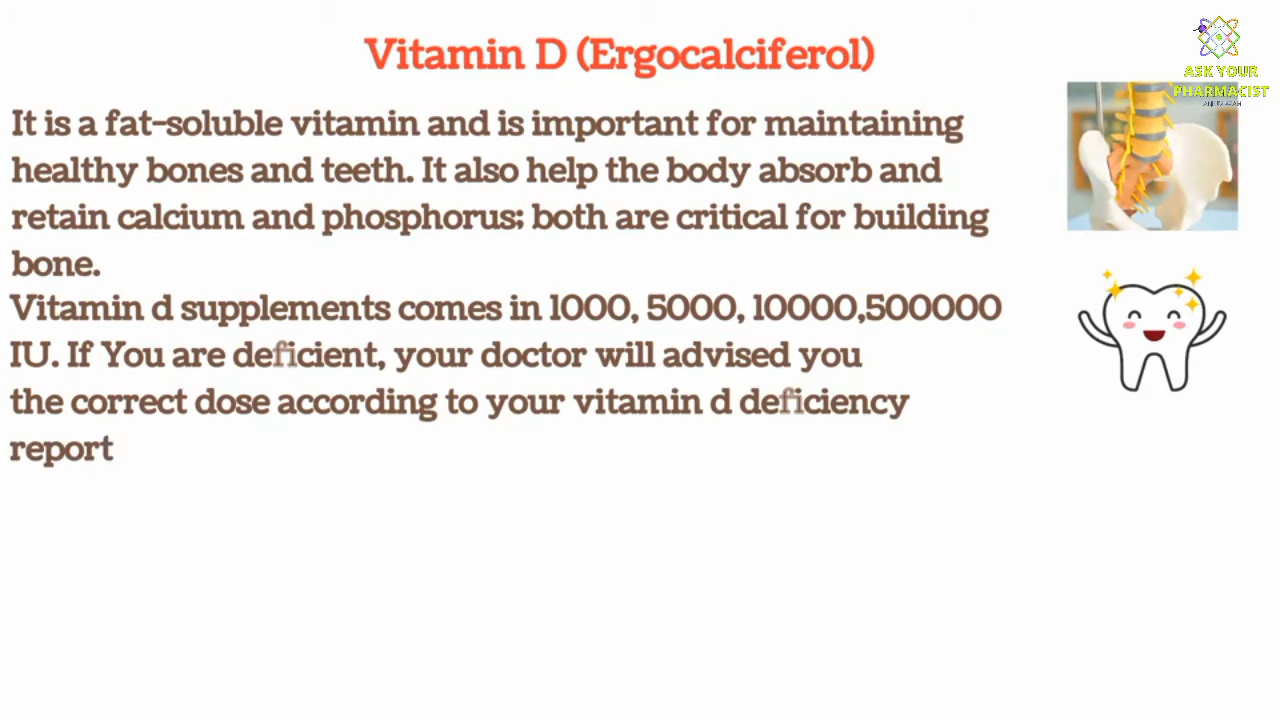 Vitamin D (Ergocalciferol)
ASK YOUR
PHARMACIST
It is a fat-soluble vitamin and is important for maintaining
healthy bones and teeth. It also help the body absorb and
retain calcium and phosphorus; both are critical for building
bone.
Vitamin d supplements comes in 1000, 5000, 10000,500000
IU. If You are deficient, your doctor will advised you
the correct dose according to your vitamin d deficiency
report